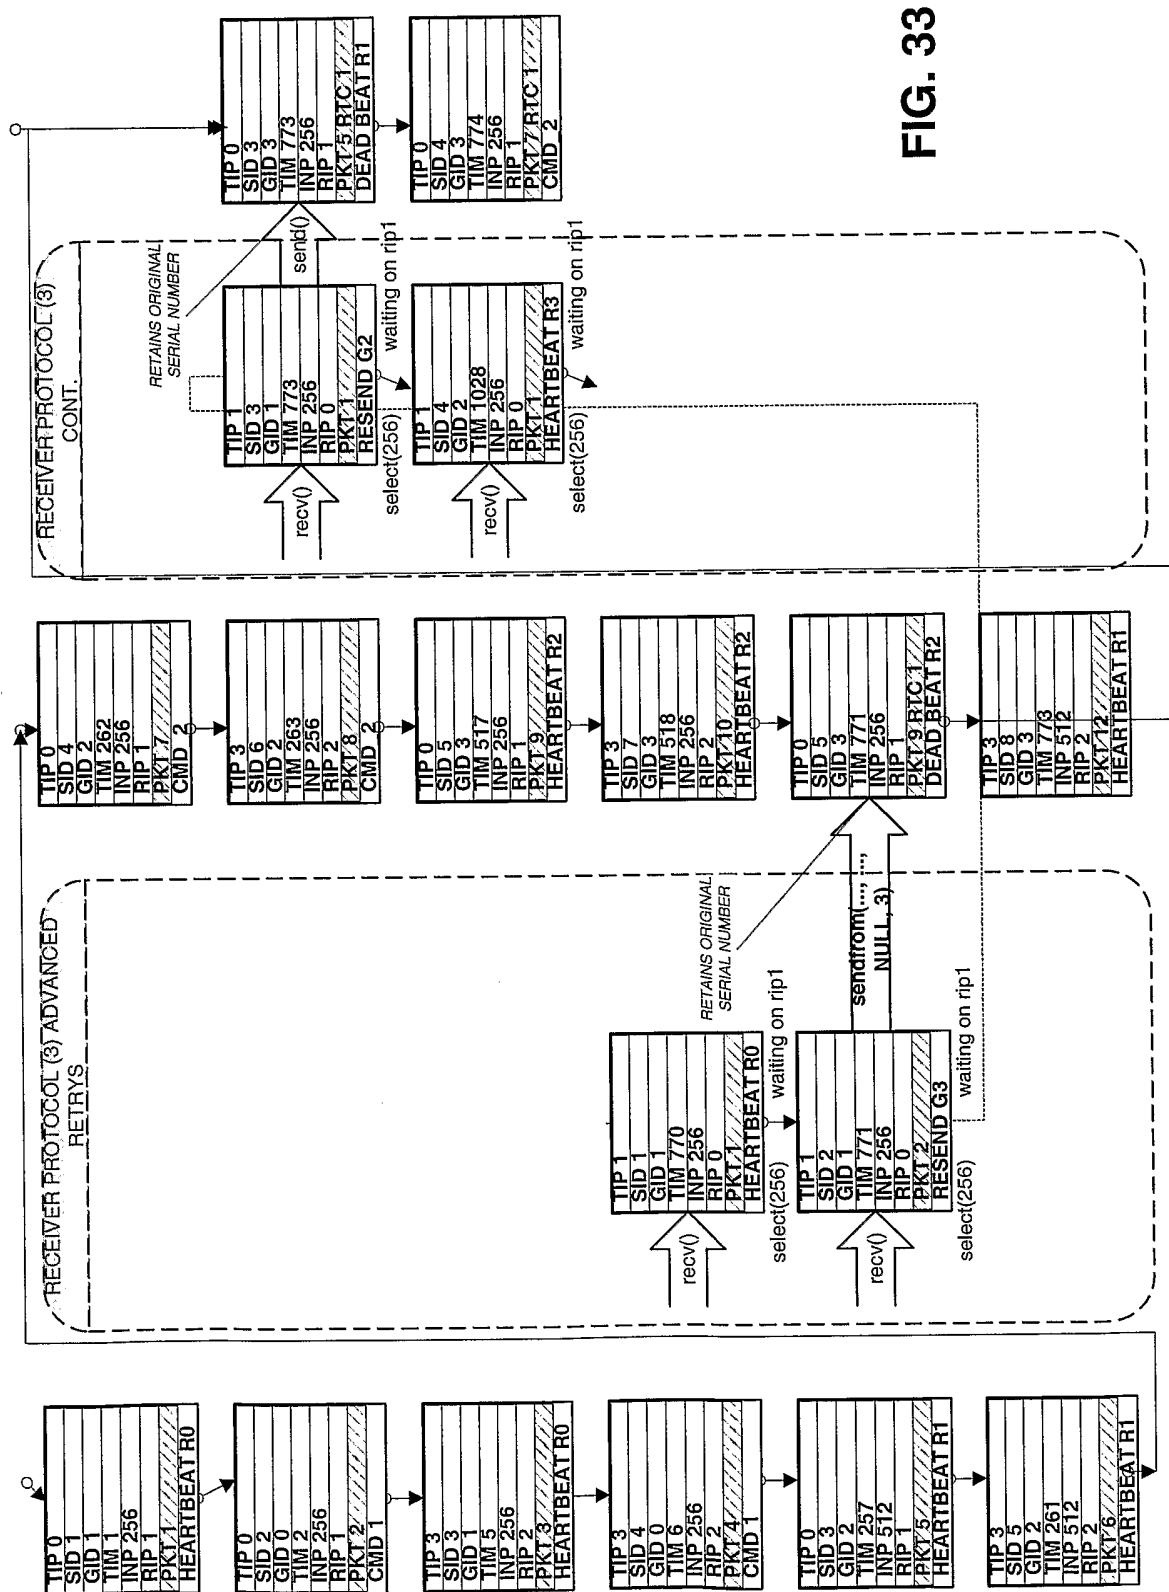 TIP 0
SID 1
GID 1
TIM 1
INP 256
RIP 1
PKT 1
HEARTBEAT R0
TIP 0
SID 2
GID 0
TIM 2
INP 256
RIP 1
PKT 2
CMD 1
TIP 3
SID 3
GID 1
TIM 5
INP 256
RIP 2
PKT 3
HEARTBEAT R0
TIP 3
SID 4
GID 0
TIM 6
INP 256
RIP 2
PKT 4
CMD 1
TIP 0
SID 3
GID 2
TIM 257
INP 512
RIP 1
PKT 5
HEARTBEAT R1
TIP 3
SID 5
GID 2
TIM 261
INP 512
RIP 2
PKT 6
HEARTBEAT R1
RECEIVER PROTOCOL (3) ADVANCED
RETRYS
recv()
TIP 1
SID 1
GID 1
TIM 770
INP 256
RIP 0
PKT 1
HEARTBEAT R0
select(256)
waiting on rip1
recv()
TIP 1
SID 2
GID 1
TIM 771
INP 256
RIP 0
PKT 2
RESEND G3
select(256)
waiting on rip1
RETAINS ORIGINAL
SERIAL NUMBER
sendfrom(..., ...,
NULL, 3)
TIP 0
SID 4
GID 2
TIM 262
INP 256
RIP 1
PKT 7
CMD 2
TIP 3
SID 6
GID 2
TIM 263
INP 256
RIP 2
PKT 8
CMD 2
TIP 0
SID 5
GID 3
TIM 517
INP 256
RIP 1
PKT 9
HEARTBEAT R2
TIP 3
SID 7
GID 3
TIM 518
INP 256
RIP 2
PKT 10
HEARTBEAT R2
TIP 0
SID 5
GID 3
TIM 771
INP 256
RIP 1
PKT 9 RTC 1
DEAD BEAT R2
TIP 3
SID 8
GID 3
TIM 773
INP 512
RIP 2
PKT 12
HEARTBEAT R1
RECEIVER PROTOCOL (3)
CONT.
recv()
TIP 1
SID 3
GID 1
TIM 773
INP 256
RIP 0
PKT 1
RESEND G2
select(256)
waiting on rip1
recv()
TIP 1
SID 4
GID 2
TIM 1028
INP 256
RIP 0
PKT 1
HEARTBEAT R3
select(256)
waiting on rip1
RETAINS ORIGINAL
SERIAL NUMBER
send()
TIP 0
SID 3
GID 3
TIM 773
INP 256
RIP 1
PKT 5 RTC 1
DEAD BEAT R1
TIP 0
SID 4
GID 3
TIM 774
INP 256
RIP 1
PKT 7 RTC 1
CMD 2
FIG. 33